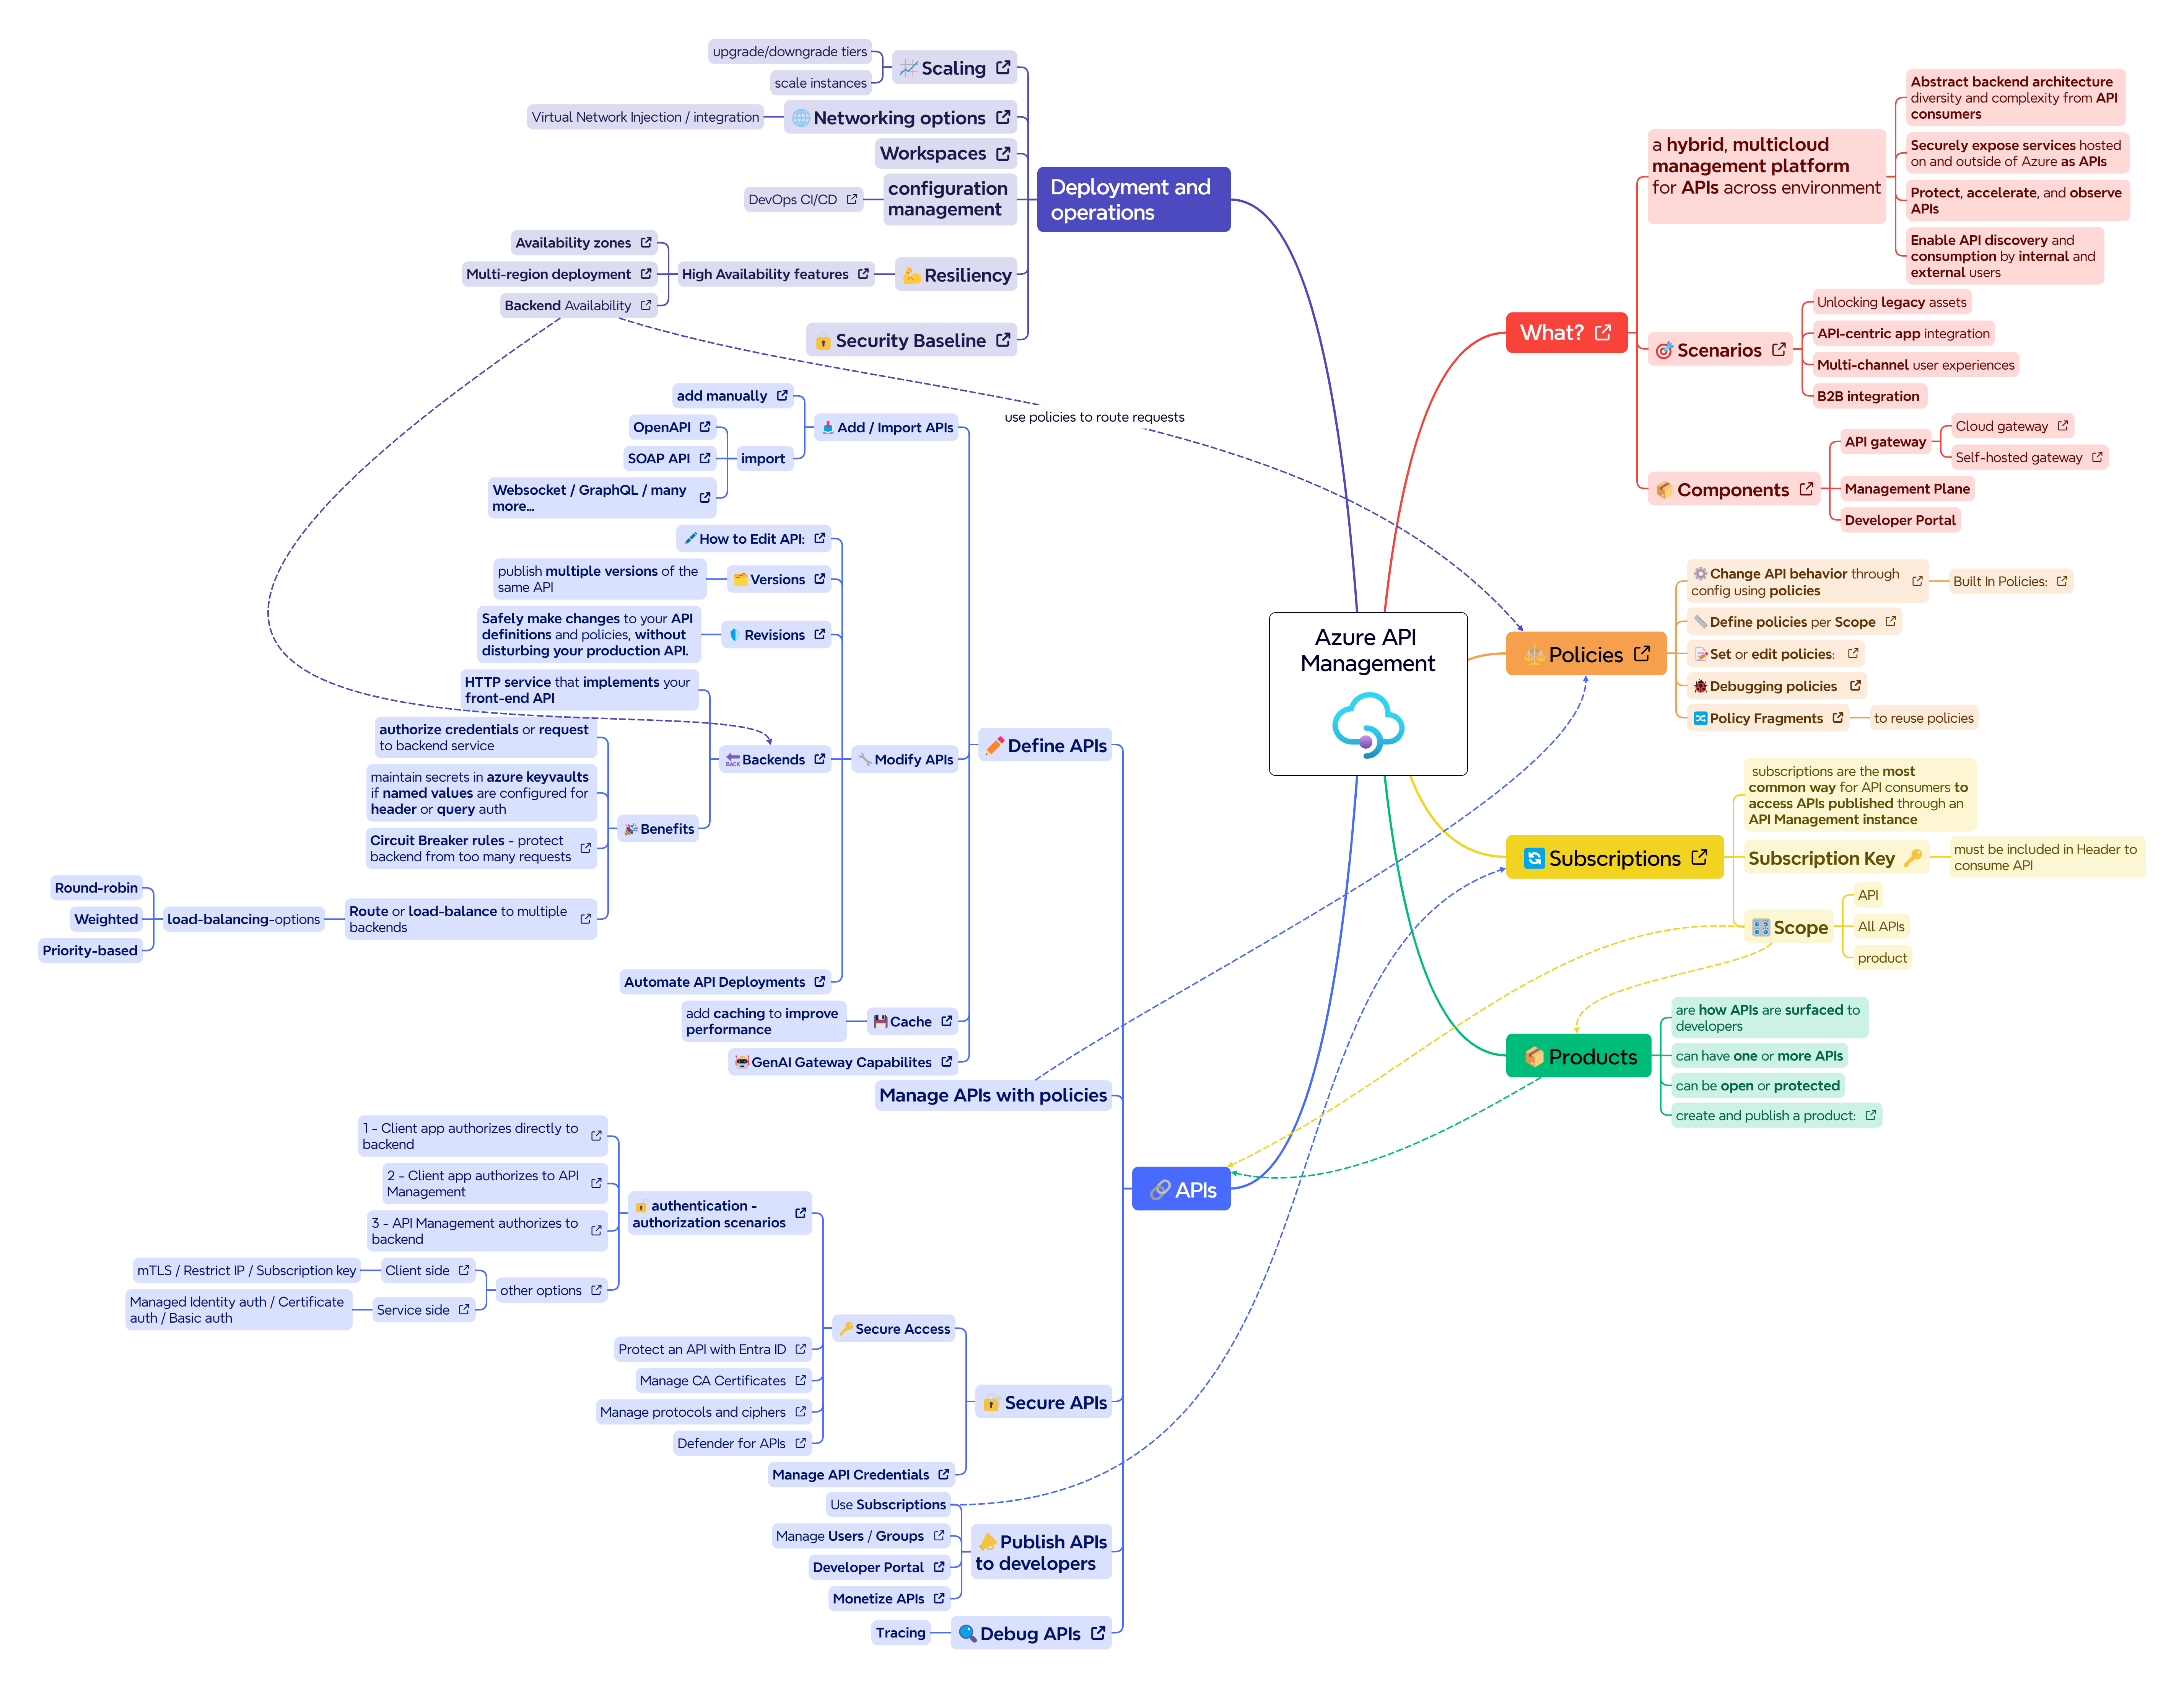 Azure API
Management
Deployment and
operations
Scaling
upgrade/downgrade tiers
scale instances
Networking options
Virtual Network Injection / integration
Workspaces
configuration
management
DevOps CI/CD
Resiliency
High Availability features
Availability zones
Multi-region deployment
Backend Availability
Security Baseline
use policies to route requests
What?
a hybrid, multicloud
management platform
for APIs across environment
Abstract backend architecture
diversity and complexity from API
consumers
Securely expose services hosted
on and outside of Azure as APIs
Protect, accelerate, and observe
APIs
Enable API discovery and
consumption by internal and
external users
Scenarios
Unlocking legacy assets
API-centric app integration
Multi-channel user experiences
B2B integration
Components
API gateway
Cloud gateway
Self-hosted gateway
Management Plane
Developer Portal
Policies
Change API behavior through
config using policies
Built In Policies:
Define policies per Scope
Set or edit policies:
Debugging policies
Policy Fragments
to reuse policies
Subscriptions
subscriptions are the most
common way for API consumers to
access APIs published through an
API Management instance
Subscription Key
must be included in Header to
consume API
Scope
API
All APIs
product
Products
are how APIs are surfaced to
developers
can have one or more APIs
can be open or protected
create and publish a product:
APIs
Define APIs
Add / Import APIs
add manually
import
OpenAPI
SOAP API
Websocket / GraphQL / many
more...
Modify APIs
How to Edit API:
Versions
publish multiple versions of the
same API
Revisions
Safely make changes to your API
definitions and policies, without
disturbing your production API.
BACK
Backends
HTTP service that implements your
front-end API
Benefits
authorize credentials or request
to backend service
maintain secrets in azure keyvaults
if named values are configured for
header or query auth
Circuit Breaker rules - protect
backend from too many requests
Route or load-balance to multiple
backends
load-balancing-options
Round-robin
Weighted
Priority-based
Automate API Deployments
Cache
add caching to improve
performance
GenAI Gateway Capabilites
Manage APIs with policies
Secure APIs
Secure Access
authentication -
authorization scenarios
1 - Client app authorizes directly to
backend
2 - Client app authorizes to API
Management
3 - API Management authorizes to
backend
other options
Client side
mTLS / Restrict IP / Subscription key
Service side
Managed Identity auth / Certificate
auth / Basic auth
Protect an API with Entra ID
Manage CA Certificates
Manage protocols and ciphers
Defender for APIs
Manage API Credentials
Publish APIs
to developers
Use Subscriptions
Manage Users / Groups
Developer Portal
Monetize APIs
Debug APIs
Tracing